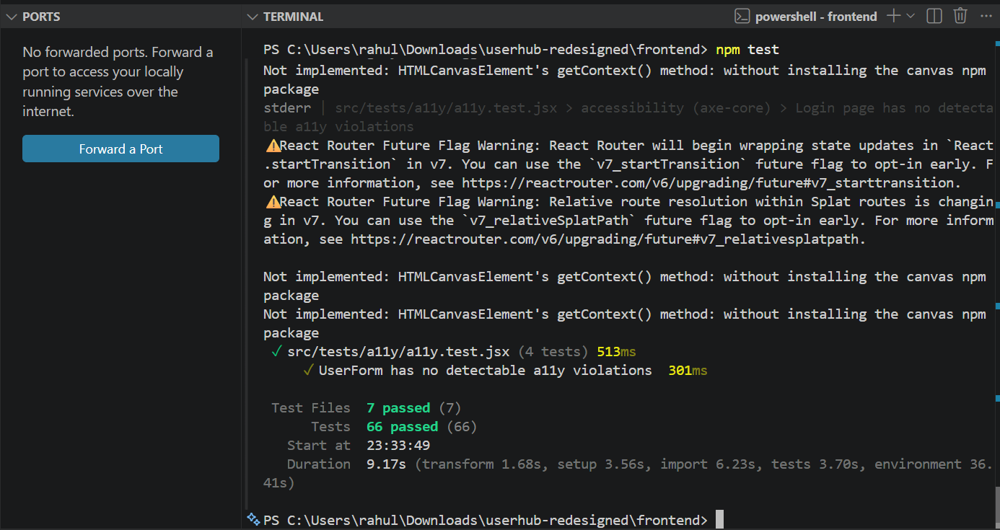 PORTS
No forwarded ports. Forward a
port to access your locally
running services over the
internet.
Forward a Port
TERMINAL
powershell - frontend
PS C:\Users\rahul\Downloads\userhub-redesigned\frontend> npm test
Not implemented: HTMLCanvasElement's getContext() method: without installing the canvas npm
package
stderr | src/tests/a11y/a11y.test.jsx > accessibility (axe-core) > Login page has no detecta
ble a11y violations
⚠️React Router Future Flag Warning: React Router will begin wrapping state updates in `React
.startTransition` in v7. You can use the `v7_startTransition` future flag to opt-in early. F
or more information, see https://reactrouter.com/v6/upgrading/future#v7_starttransition.
⚠️React Router Future Flag Warning: Relative route resolution within Splat routes is changin
g in v7. You can use the `v7_relativeSplatPath` future flag to opt-in early. For more inform
ation, see https://reactrouter.com/v6/upgrading/future#v7_relativesplatpath.
Not implemented: HTMLCanvasElement's getContext() method: without installing the canvas npm
package
Not implemented: HTMLCanvasElement's getContext() method: without installing the canvas npm
package
✓ src/tests/a11y/a11y.test.jsx (4 tests) 513ms
✓ UserForm has no detectable a11y violations 301ms
Test Files 7 passed (7)
Tests 66 passed (66)
Start at 23:33:49
Duration 9.17s (transform 1.68s, setup 3.56s, import 6.23s, tests 3.70s, environment 36.
41s)
PS C:\Users\rahul\Downloads\userhub-redesigned\frontend>